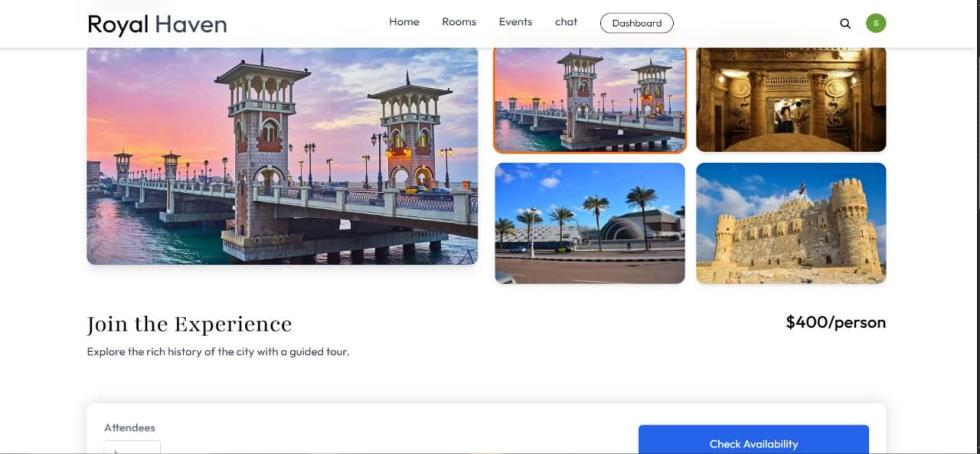 Royal Haven
Home Rooms Events chat Dashboard
S
Join the Experience
$400/person
Explore the rich history of the city with a guided tour.
Attendees
Check Availability